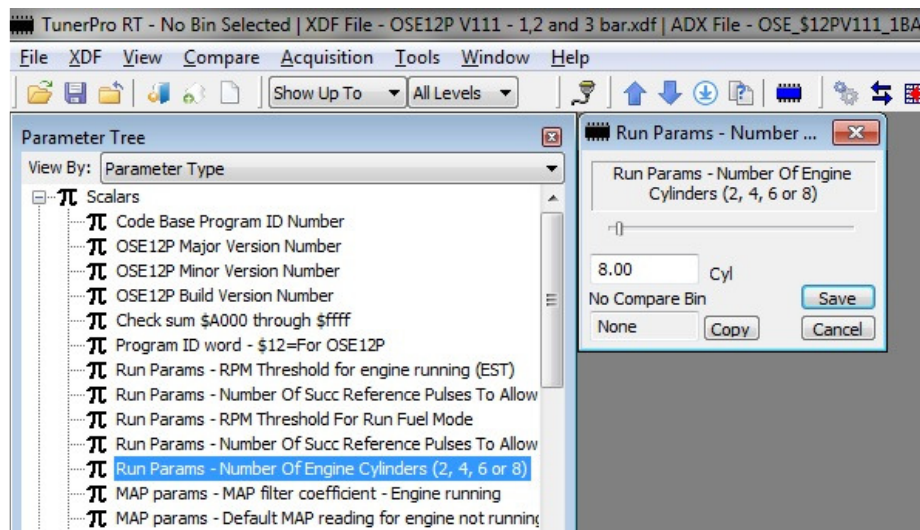 TunerPro RT - No Bin Selected | XDF File - OSE12P V111 - 1,2 and 3 bar.xdf | ADX File - OSE_$12PV111_1BA
File XDF View Compare Acquisition Tools Window Help
Show Up To All Levels
Parameter Tree
View By: Parameter Type
Scalars
Code Base Program ID Number
OSE12P Major Version Number
OSE12P Minor Version Number
OSE12P Build Version Number
Check sum $A000 through $ffff
Program ID word - $12=For OSE12P
Run Params - RPM Threshold for engine running (EST)
Run Params - Number Of Succ Reference Pulses To Allow
Run Params - RPM Threshold For Run Fuel Mode
Run Params - Number Of Succ Reference Pulses To Allow
Run Params - Number Of Engine Cylinders (2, 4, 6 or 8)
MAP params - MAP filter coefficient - Engine running
MAP params - Default MAP reading for engine not running
Run Params - Number ...
Run Params - Number Of Engine
Cylinders (2, 4, 6 or 8)
8.00 Cyl
No Compare Bin Save
None Copy Cancel